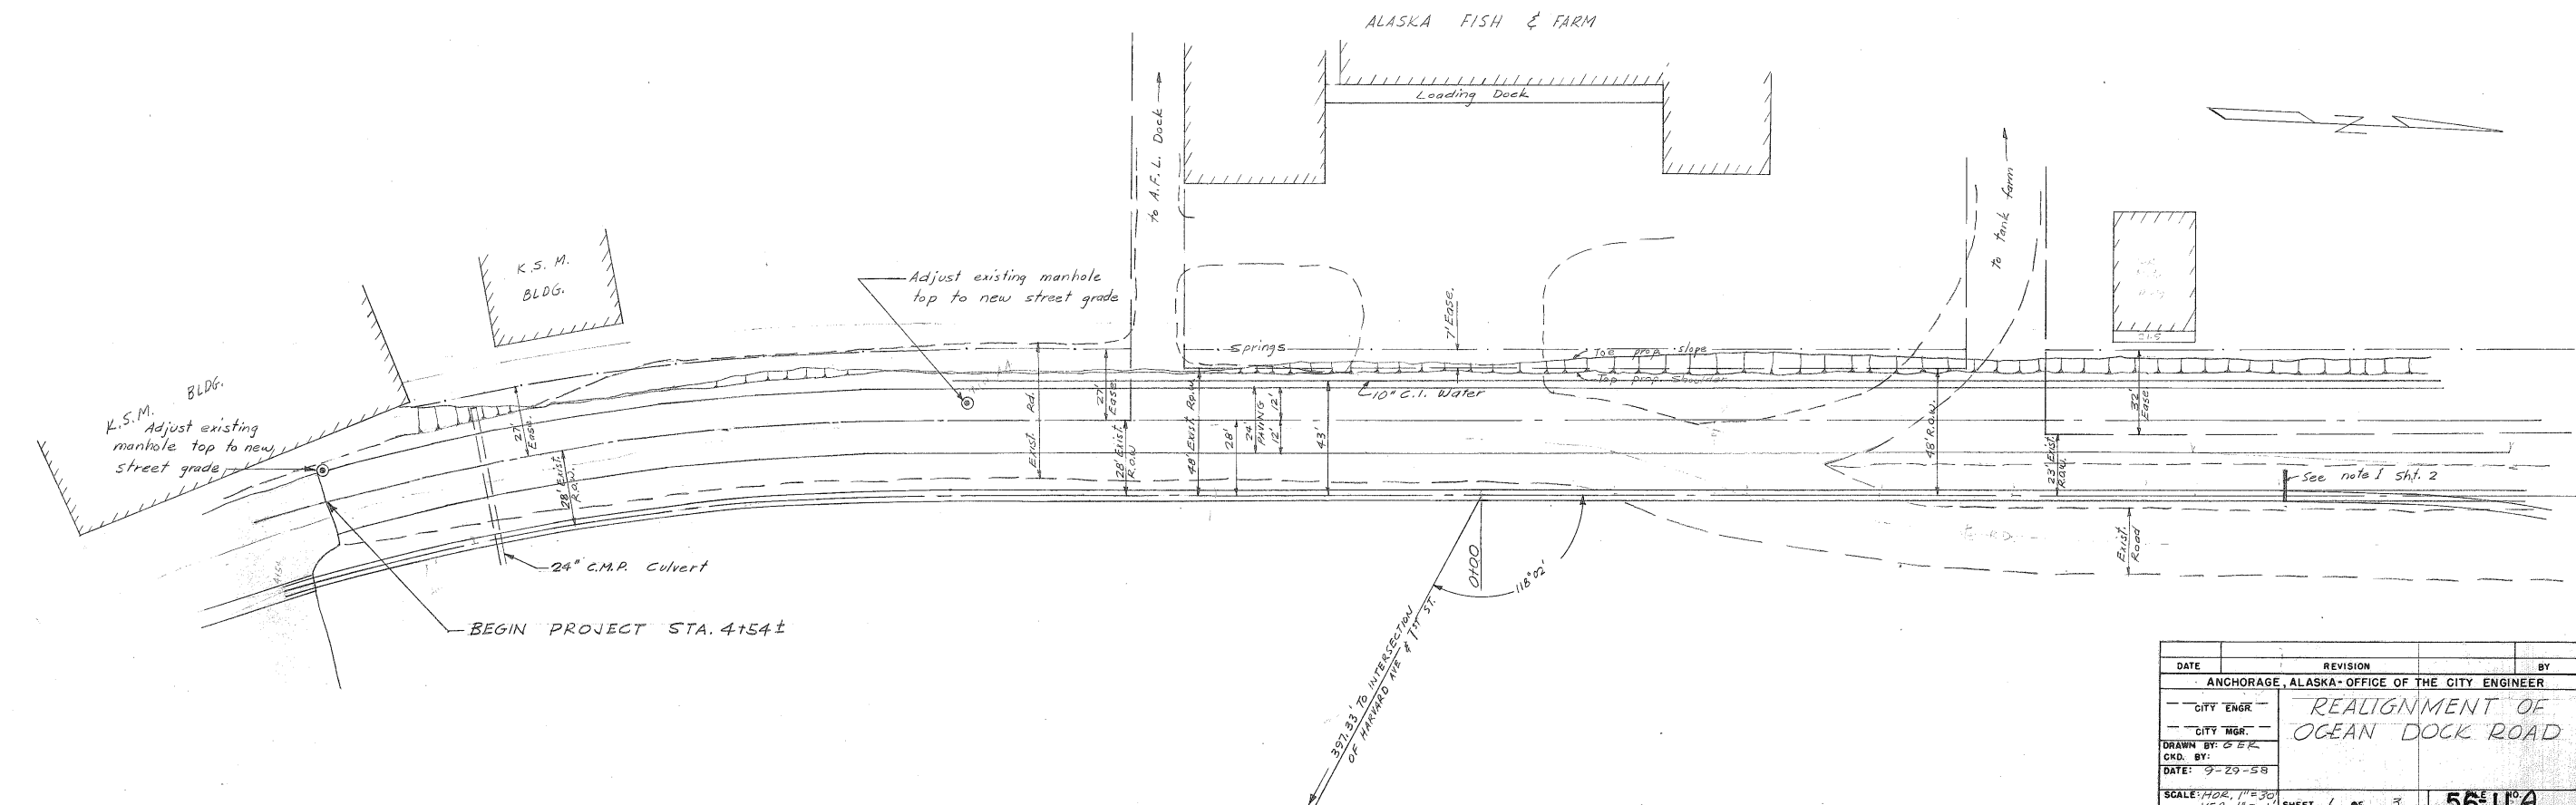 ALASKA FISH & FARM
Loading Dock
to A.F.L. Dock
to tank farm
K.S.M.
BLDG.
Adjust existing manhole
top to new street grade
K.S.M. BLDG.
Adjust existing
manhole top to new
street grade
7' Ease.
Springs
Toe prop. slope
Top prop. shoulder
10" C.I. Water
27'
Ease.
28' Exist.
R.O.W.
Exist. Rd.
27'
Ease.
28' Exist.
R.O.W.
48' Exist R.O.W.
28'
24'
PAVING
12' 12'
43'
48' R.O.W.
32'
Ease
23' Exist.
R.O.W.
See note 1 Sht. 2
Exist.
Road
24" C.M.P. Culvert
BEGIN PROJECT STA. 4+54±
0+00
118°02'
397.33' TO INTERSECTION
OF HARVARD AVE & 1ST ST.
DATE REVISION BY
ANCHORAGE, ALASKA - OFFICE OF THE CITY ENGINEER
CITY ENGR.
CITY MGR.
DRAWN BY: GER
CKD. BY:
DATE: 9-29-58
REALIGNMENT OF
OCEAN DOCK ROAD
SCALE: HOR. 1"=30'
SHEET 1 OF 3
FILE NO.